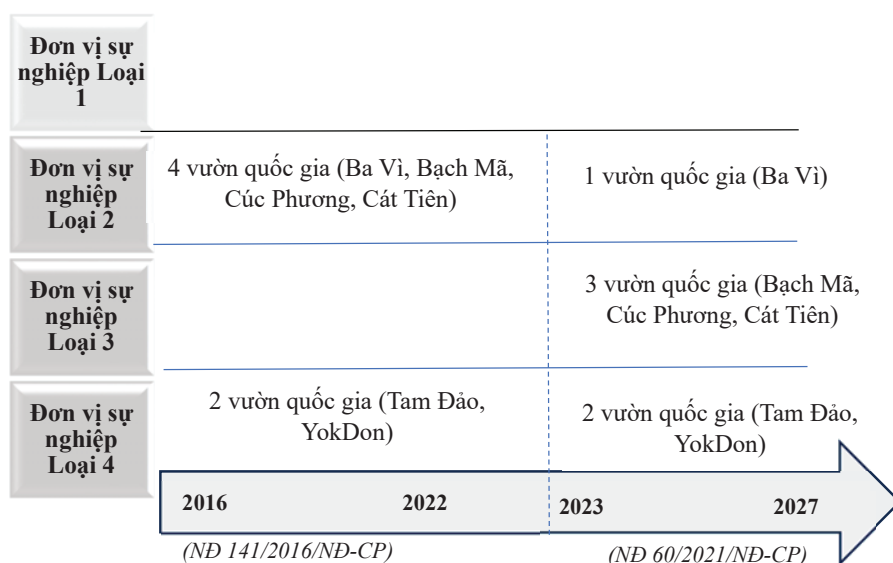 Đơn vị sự
nghiệp Loại
1
Đơn vị sự
nghiệp
Loại 2
4 vườn quốc gia (Ba Vì, Bạch Mã,
Cúc Phương, Cát Tiên)
1 vườn quốc gia (Ba Vì)
Đơn vị sự
nghiệp
Loại 3
3 vườn quốc gia (Bạch Mã,
Cúc Phương, Cát Tiên)
Đơn vị sự
nghiệp
Loại 4
2 vườn quốc gia (Tam Đảo,
YokDon)
2 vườn quốc gia (Tam Đảo,
YokDon)
2016
2022
2023
2027
(NĐ 141/2016/NĐ-CP)
(NĐ 60/2021/NĐ-CP)